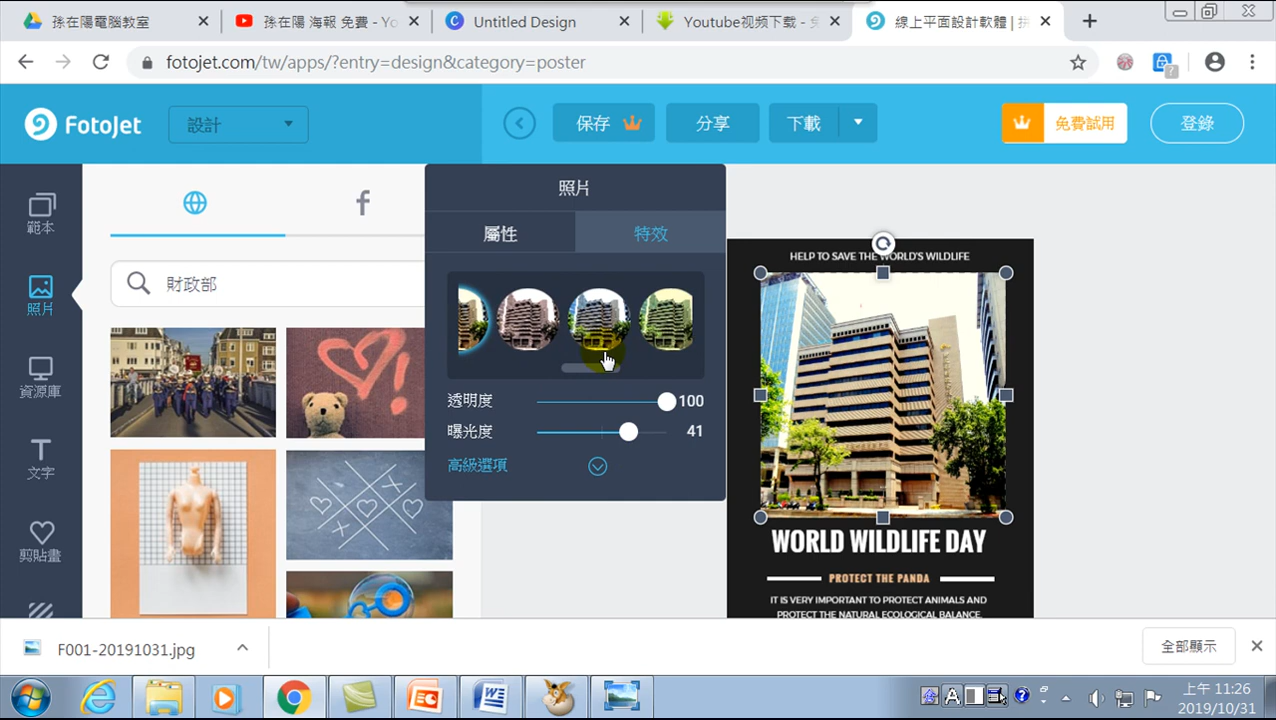 孫在陽電腦教室
孫在陽 海報 免費 - Yo
Untitled Design
Youtube视频下载 -
線上平面設計軟體 | 拼
fotojet.com/tw/apps/?entry=design&category=poster
FotoJet
設計
保存
分享
下載
免費試用
登錄
範本
照片
資源庫
文字
剪貼畫
財政部
照片
屬性
特效
透明度
100
曝光度
41
高級選項
HELP TO SAVE THE WORLD'S WILDLIFE
WORLD WILDLIFE DAY
PROTECT THE PANDA
IT IS VERY IMPORTANT TO PROTECT ANIMALS AND
PROTECT THE NATURAL ECOLOGICAL BALANCE.
F001-20191031.jpg
全部顯示
上午 11:26
2019/10/31